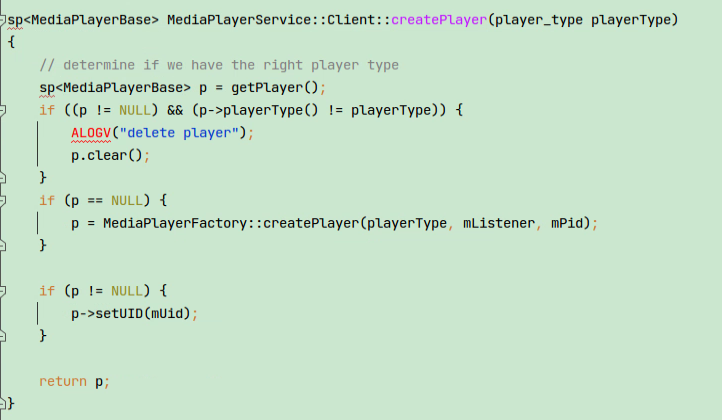 sp<MediaPlayerBase> MediaPlayerService::Client::createPlayer(player_type playerType)
{
    // determine if we have the right player type
    sp<MediaPlayerBase> p = getPlayer();
    if ((p != NULL) && (p->playerType() != playerType)) {
        ALOGV("delete player");
        p.clear();
    }
    if (p == NULL) {
        p = MediaPlayerFactory::createPlayer(playerType, mListener, mPid);
    }

    if (p != NULL) {
        p->setUID(mUid);
    }

    return p;
}